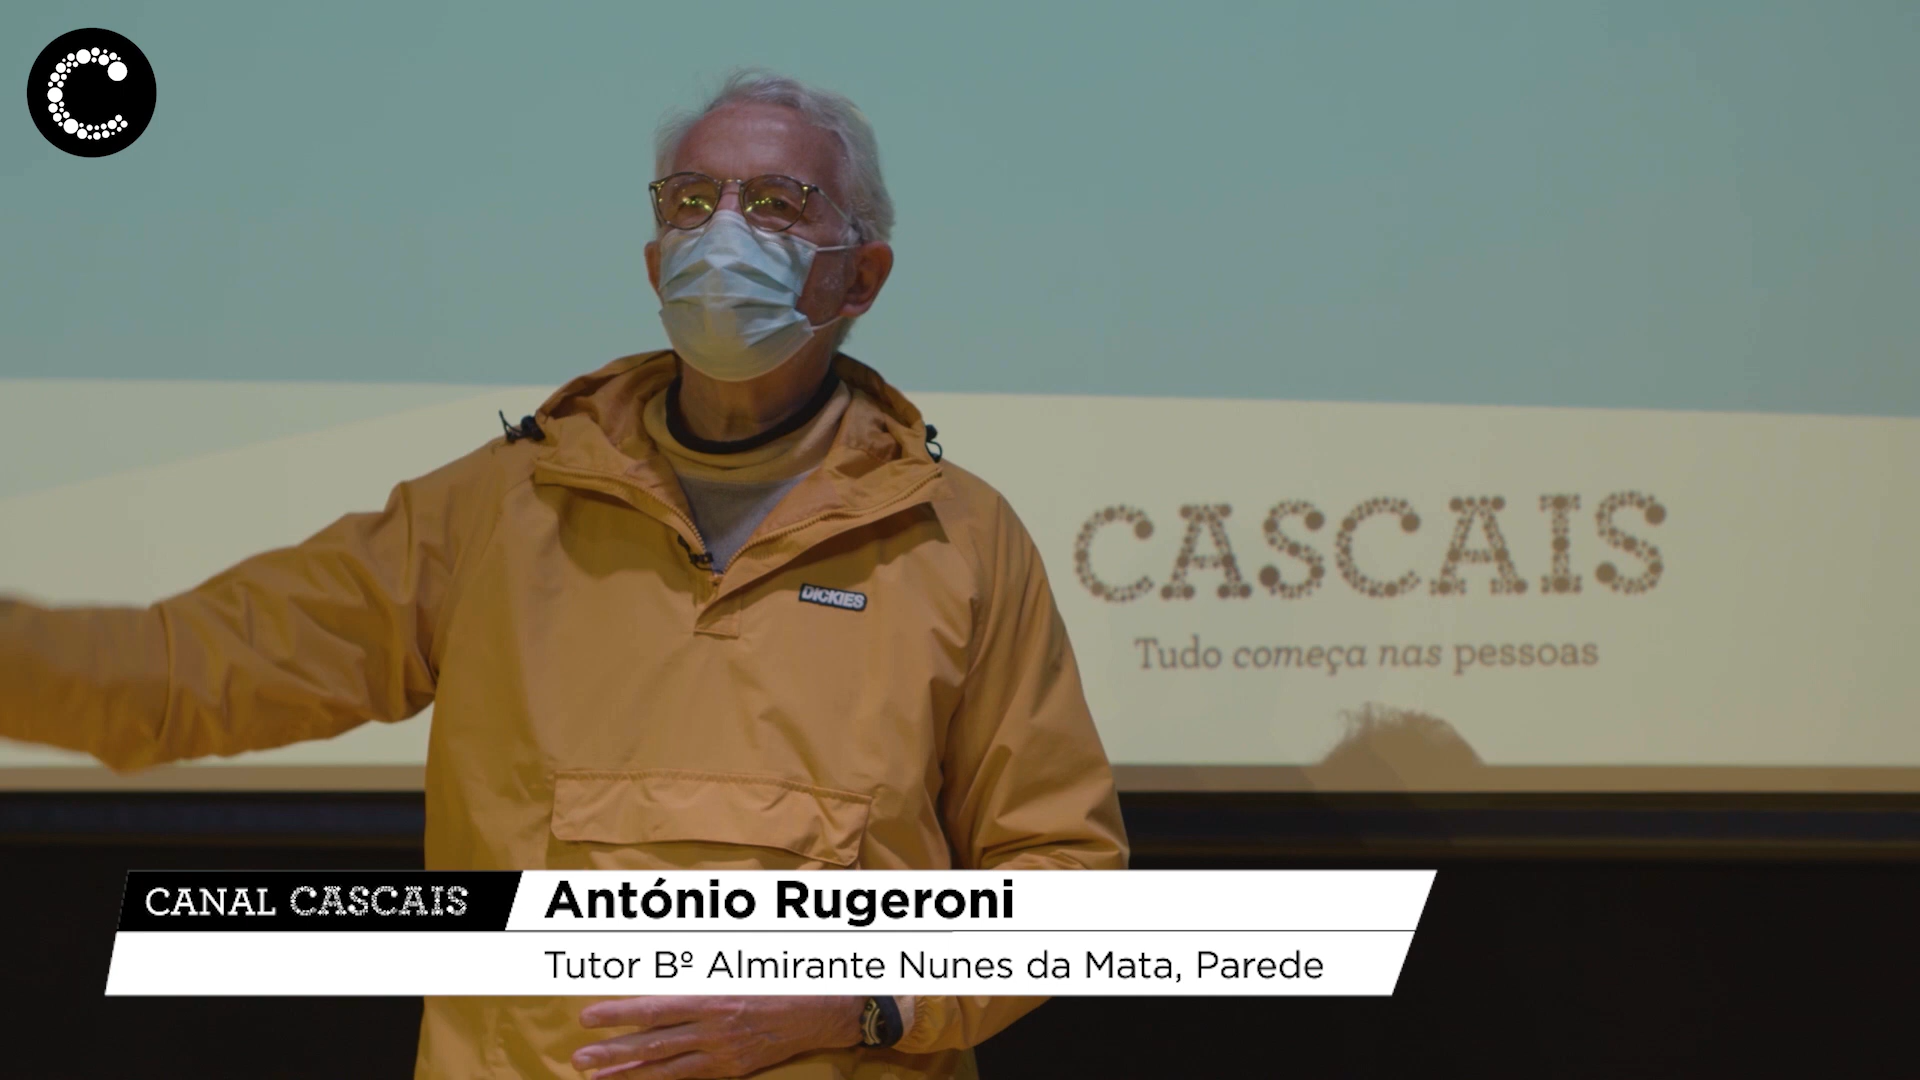 C
DICKIES
CASCAIS
Tudo começa nas pessoas
CANAL CASCAIS
António Rugeroni
Tutor Bº Almirante Nunes da Mata, Parede